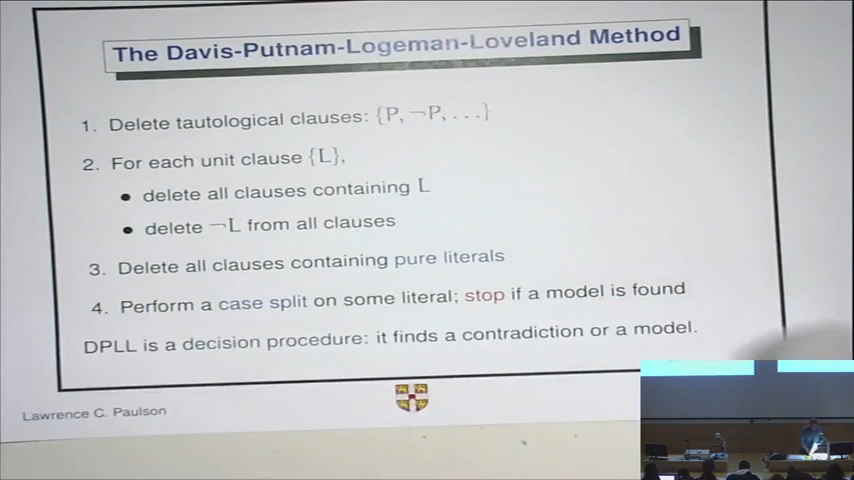 The Davis-Putnam-Logeman-Loveland Method
1. Delete tautological clauses: {P, ¬P, ...}
2. For each unit clause {L},
• delete all clauses containing L
• delete ¬L from all clauses
3. Delete all clauses containing pure literals
4. Perform a case split on some literal; stop if a model is found
DPLL is a decision procedure: it finds a contradiction or a model.
Lawrence C. Paulson